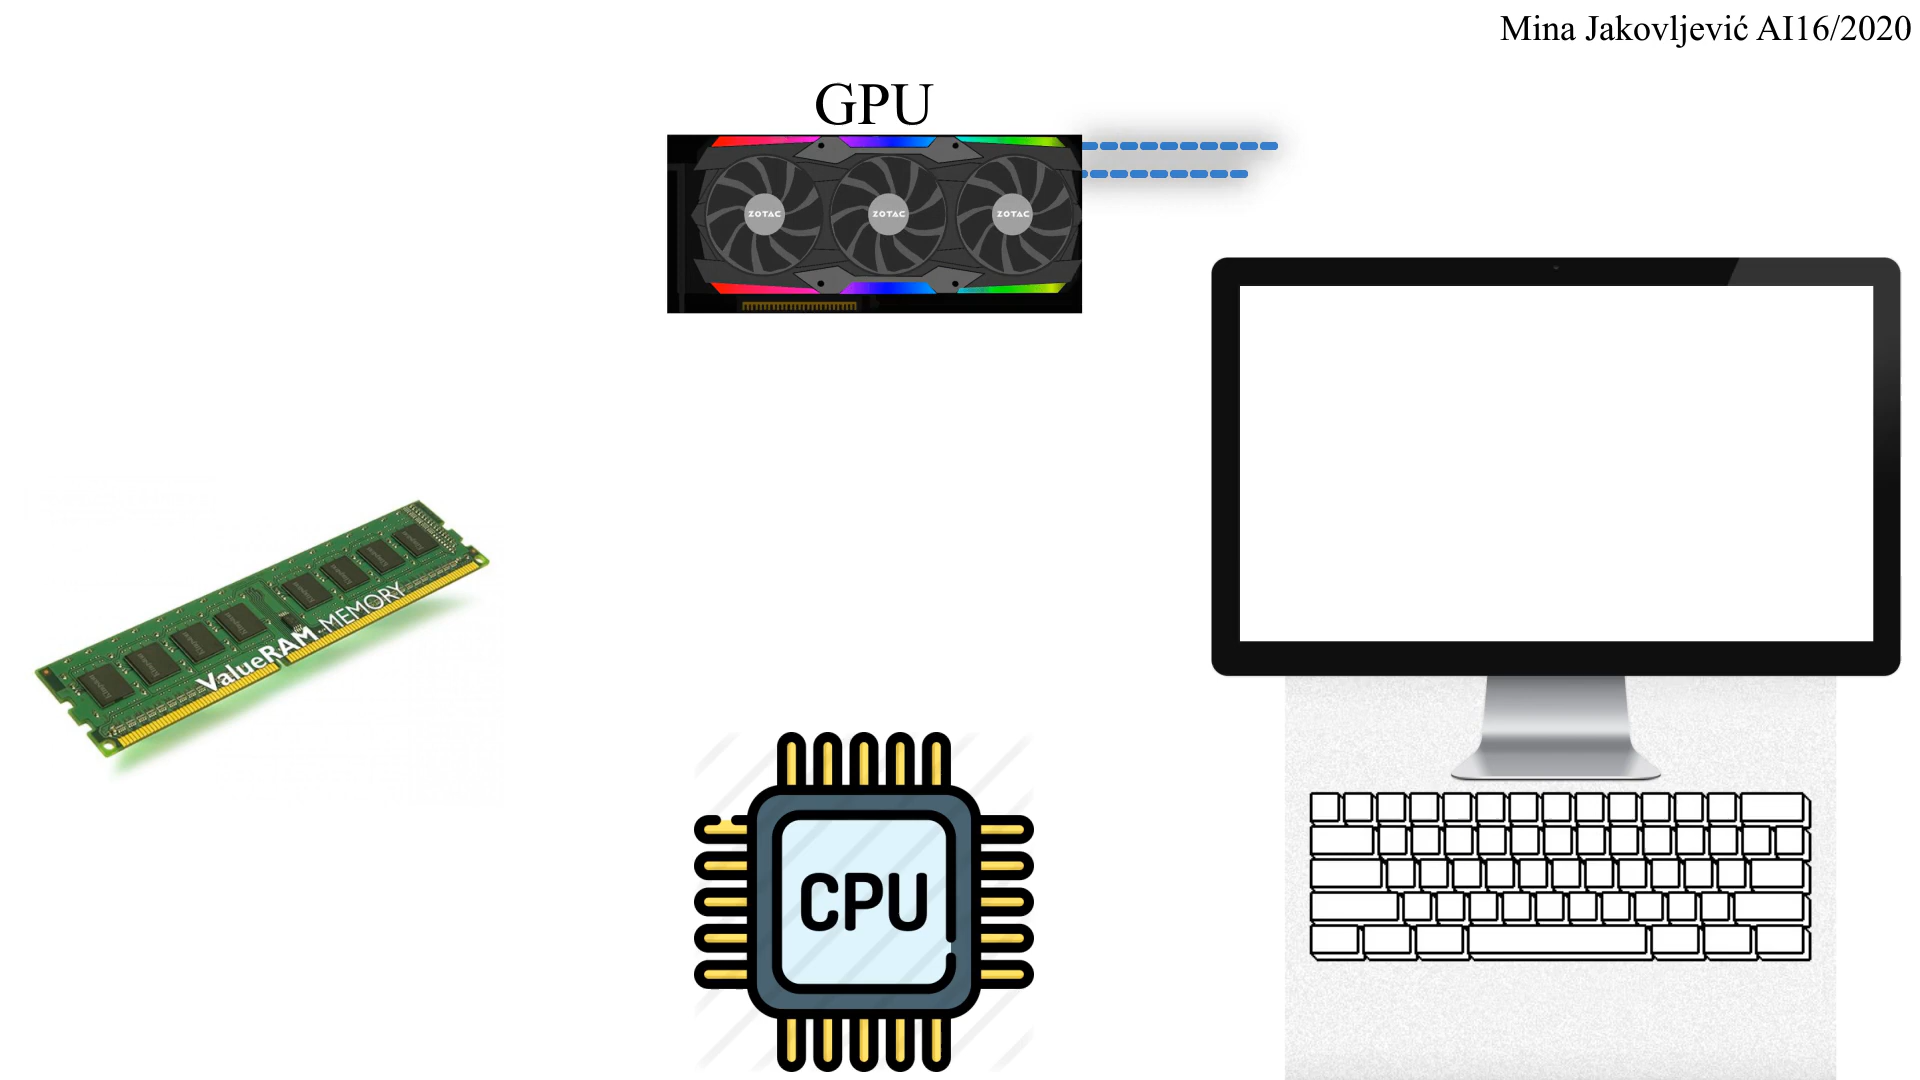 Mina Jakovljević AI16/2020
GPU
ZOTAC ZOTAC ZOTAC
ValueRAM MEMORY
CPU